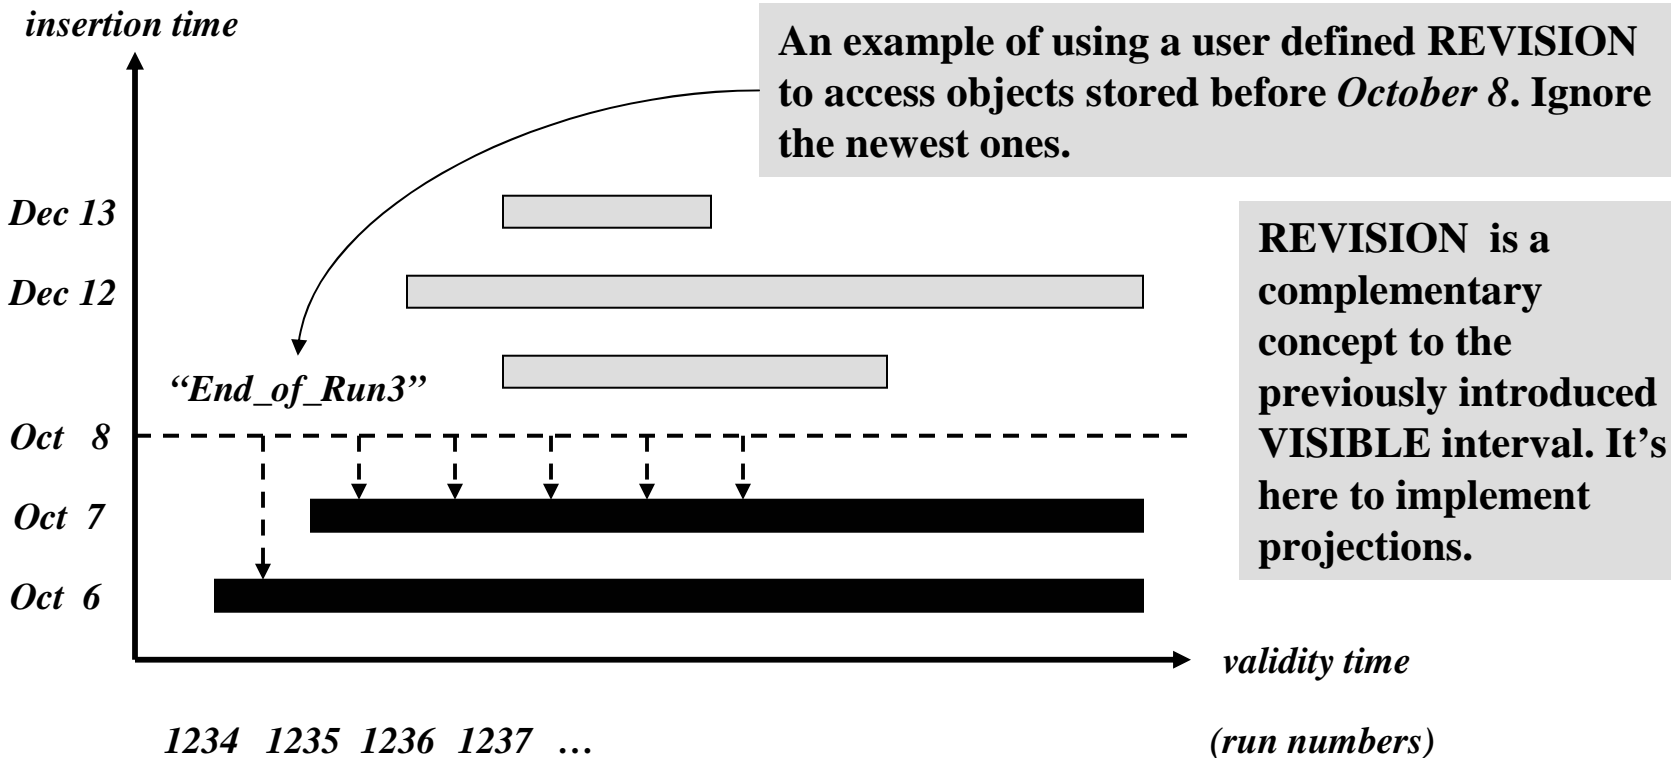 insertion time
An example of using a user defined REVISION
to access objects stored before October 8. Ignore
the newest ones.
Dec 13
Dec 12
REVISION is a
complementary
concept to the
previously introduced
VISIBLE interval. It’s
here to implement
projections.
“End_of_Run3”
Oct 8
Oct 7
Oct 6
validity time
1234 1235 1236 1237 …
(run numbers)